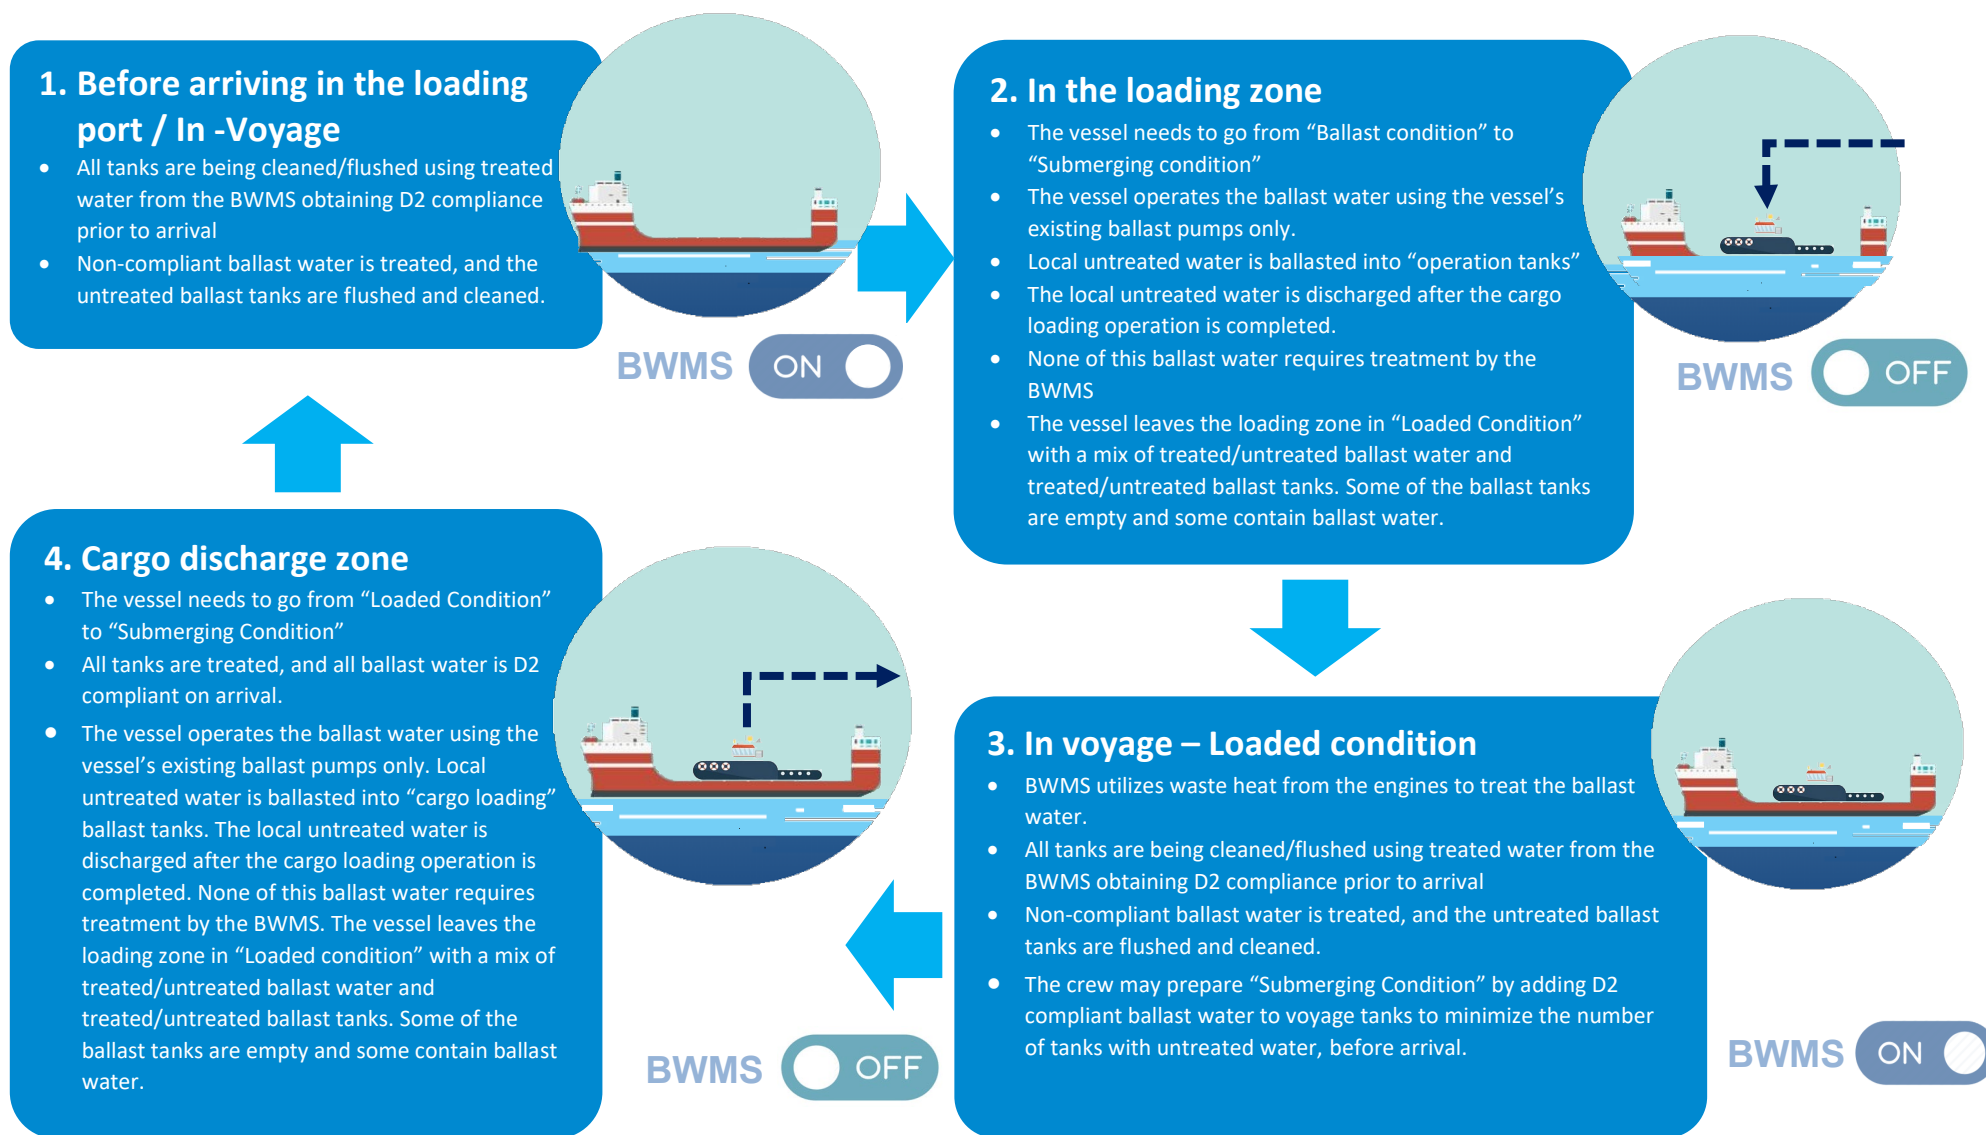 1. Before arriving in the loading
port / In -Voyage
• All tanks are being cleaned/flushed using treated
water from the BWMS obtaining D2 compliance
prior to arrival
• Non-compliant ballast water is treated, and the
untreated ballast tanks are flushed and cleaned.
BWMS ON
2. In the loading zone
• The vessel needs to go from “Ballast condition” to
“Submerging condition”
• The vessel operates the ballast water using the vessel’s
existing ballast pumps only.
• Local untreated water is ballasted into “operation tanks”
• The local untreated water is discharged after the cargo
loading operation is completed.
• None of this ballast water requires treatment by the
BWMS
• The vessel leaves the loading zone in “Loaded Condition”
with a mix of treated/untreated ballast water and
treated/untreated ballast tanks. Some of the ballast tanks
are empty and some contain ballast water.
BWMS OFF
3. In voyage – Loaded condition
• BWMS utilizes waste heat from the engines to treat the ballast
water.
• All tanks are being cleaned/flushed using treated water from the
BWMS obtaining D2 compliance prior to arrival
• Non-compliant ballast water is treated, and the untreated ballast
tanks are flushed and cleaned.
• The crew may prepare “Submerging Condition” by adding D2
compliant ballast water to voyage tanks to minimize the number
of tanks with untreated water, before arrival.
BWMS ON
4. Cargo discharge zone
• The vessel needs to go from “Loaded Condition”
to “Submerging Condition”
• All tanks are treated, and all ballast water is D2
compliant on arrival.
• The vessel operates the ballast water using the
vessel’s existing ballast pumps only. Local
untreated water is ballasted into “cargo loading”
ballast tanks. The local untreated water is
discharged after the cargo loading operation is
completed. None of this ballast water requires
treatment by the BWMS. The vessel leaves the
loading zone in “Loaded condition” with a mix of
treated/untreated ballast water and
treated/untreated ballast tanks. Some of the
ballast tanks are empty and some contain ballast
water.
BWMS OFF